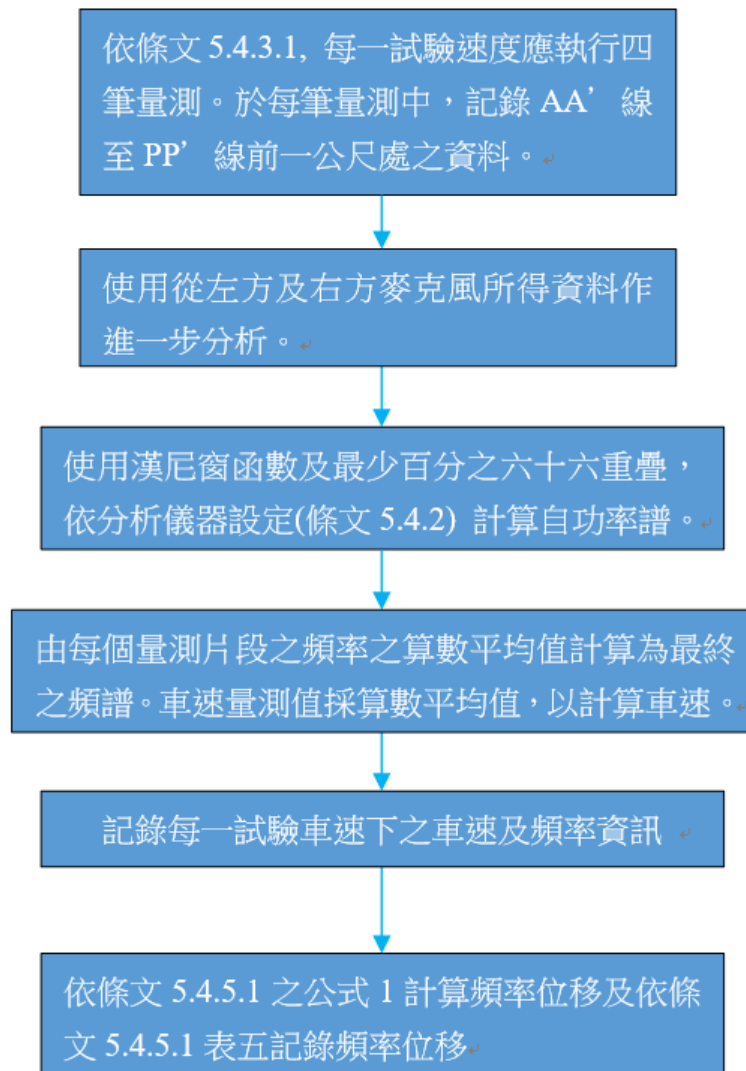 依條文 5.4.3.1, 每一試驗速度應執行四
筆量測。於每筆量測中，記錄 AA’線
至 PP’線前一公尺處之資料。
使用從左方及右方麥克風所得資料作
進一步分析。
使用漢尼窗函數及最少百分之六十六重疊，
依分析儀器設定(條文 5.4.2) 計算自功率譜。
由每個量測片段之頻率之算數平均值計算為最終
之頻譜。車速量測值採算數平均值，以計算車速。
記錄每一試驗車速下之車速及頻率資訊
依條文 5.4.5.1 之公式 1 計算頻率位移及依條
文 5.4.5.1 表五記錄頻率位移